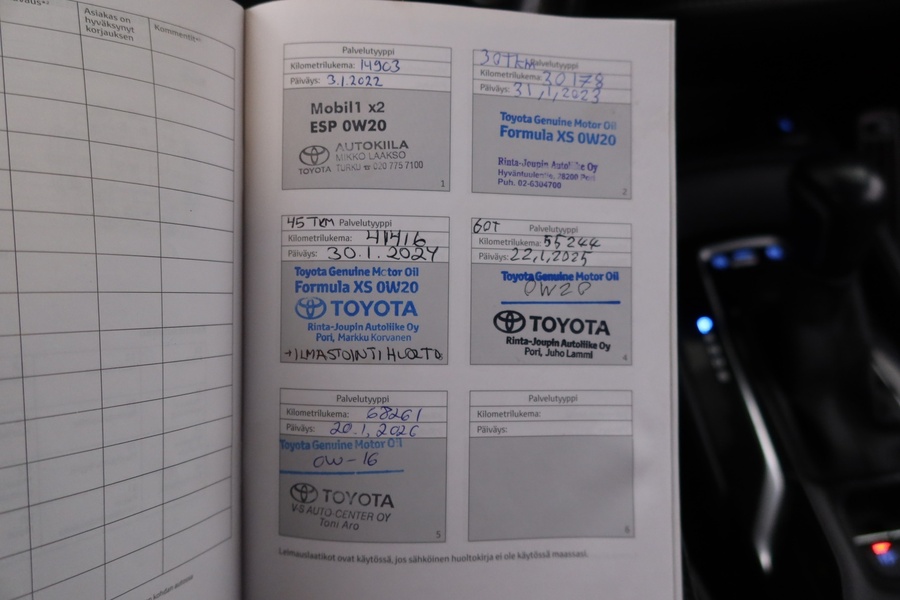 Asiakas on
hyväksynyt
korjauksen
Kommentit
Palvelutyyppi
Kilometrilukema: 14903
Päiväys: 3.1.2022
Mobil1 x2
ESP 0W20
TOYOTA
AUTOKIILA
MIKKO LAAKSO
TURKU ☎ 020 775 7100
1
30TKM Palvelutyyppi
Kilometrilukema: 30178
Päiväys: 31,1,2023
Toyota Genuine Motor Oil
Formula XS 0W20
Rinta-Joupin Autoliike Oy
Hyväntuulentie, 28200 Pori
Puh. 02-6304700
2
45 TKM Palvelutyyppi
Kilometrilukema: 41416
Päiväys: 30.1.2024
Toyota Genuine Motor Oil
Formula XS 0W20
TOYOTA
Rinta-Joupin Autoliike Oy
Pori, Markku Korvanen
+ILMASTOINTI HUOLTO
60T Palvelutyyppi
Kilometrilukema: 55244
Päiväys: 22,1,2025
Toyota Genuine Motor Oil
0W20
TOYOTA
Rinta-Joupin Autoliike Oy
Pori, Juho Lammi
4
Palvelutyyppi
Kilometrilukema: 68261
Päiväys: 20.1,2026
Toyota Genuine Motor Oil
0W-16
TOYOTA
V-S AUTO-CENTER OY
Toni Aro
5
Palvelutyyppi
Kilometrilukema:
Päiväys:
6
Leimauslaatikot ovat käytössä, jos sähköinen huoltokirja ei ole käytössä maassasi.